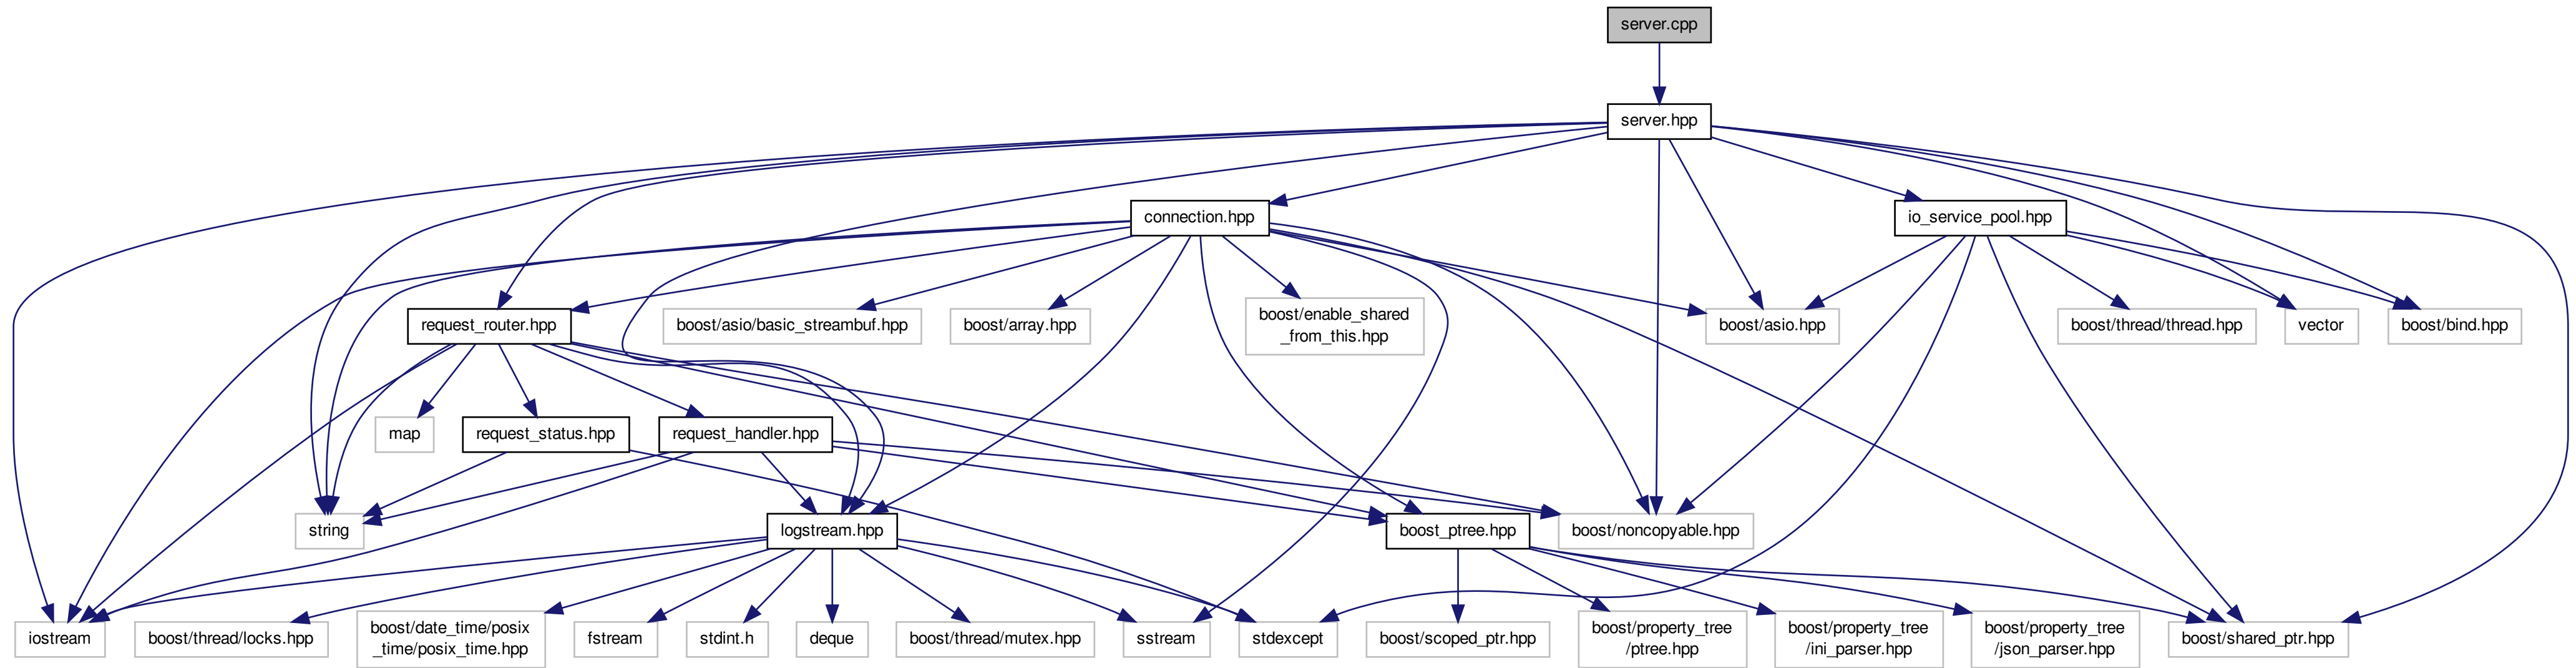 server.cpp
server.hpp
connection.hpp
io_service_pool.hpp
request_router.hpp
boost/asio/basic_streambuf.hpp
boost/array.hpp
boost/enable_shared
_from_this.hpp
boost/asio.hpp
boost/thread/thread.hpp
vector
boost/bind.hpp
map
request_status.hpp
request_handler.hpp
string
logstream.hpp
boost_ptree.hpp
boost/noncopyable.hpp
iostream
boost/thread/locks.hpp
boost/date_time/posix
_time/posix_time.hpp
fstream
stdint.h
deque
boost/thread/mutex.hpp
sstream
stdexcept
boost/scoped_ptr.hpp
boost/property_tree
/ptree.hpp
boost/property_tree
/ini_parser.hpp
boost/property_tree
/json_parser.hpp
boost/shared_ptr.hpp